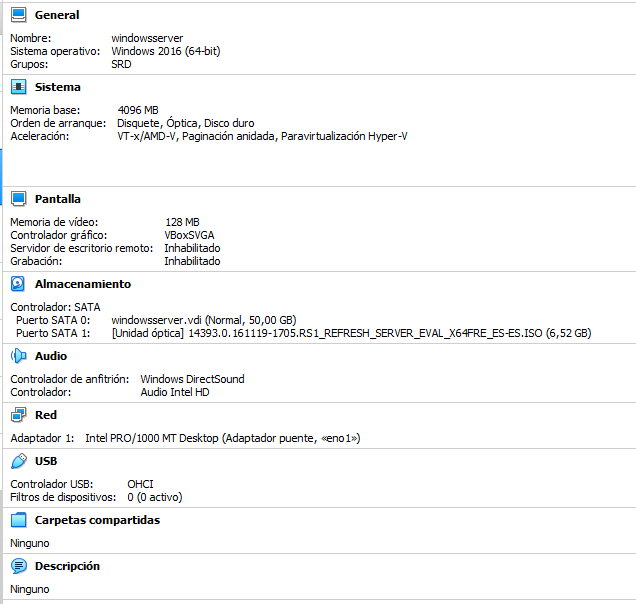 General
Nombre: windowsserver
Sistema operativo: Windows 2016 (64-bit)
Grupos: SRD
Sistema
Memoria base: 4096 MB
Orden de arranque: Disquete, Óptica, Disco duro
Aceleración: VT-x/AMD-V, Paginación anidada, Paravirtualización Hyper-V
Pantalla
Memoria de vídeo: 128 MB
Controlador gráfico: VBoxSVGA
Servidor de escritorio remoto: Inhabilitado
Grabación: Inhabilitado
Almacenamiento
Controlador: SATA
Puerto SATA 0: windowsserver.vdi (Normal, 50,00 GB)
Puerto SATA 1: [Unidad óptica] 14393.0.161119-1705.RS1_REFRESH_SERVER_EVAL_X64FRE_ES-ES.ISO (6,52 GB)
Audio
Controlador de anfitrión: Windows DirectSound
Controlador: Audio Intel HD
Red
Adaptador 1: Intel PRO/1000 MT Desktop (Adaptador puente, «eno1»)
USB
Controlador USB: OHCI
Filtros de dispositivos: 0 (0 activo)
Carpetas compartidas
Ninguno
Descripción
Ninguno